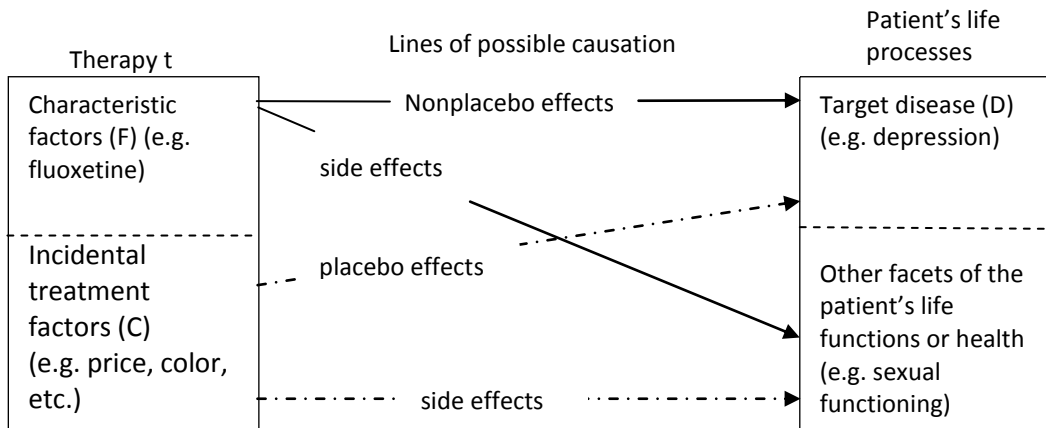 Therapy t
Lines of possible causation
Patient’s life
processes
Characteristic
factors (F) (e.g.
fluoxetine)
Nonplacebo effects
Target disease (D)
(e.g. depression)
side effects
Incidental
treatment
factors (C)
(e.g. price, color,
etc.)
placebo effects
Other facets of the
patient’s life
functions or health
(e.g. sexual
functioning)
side effects